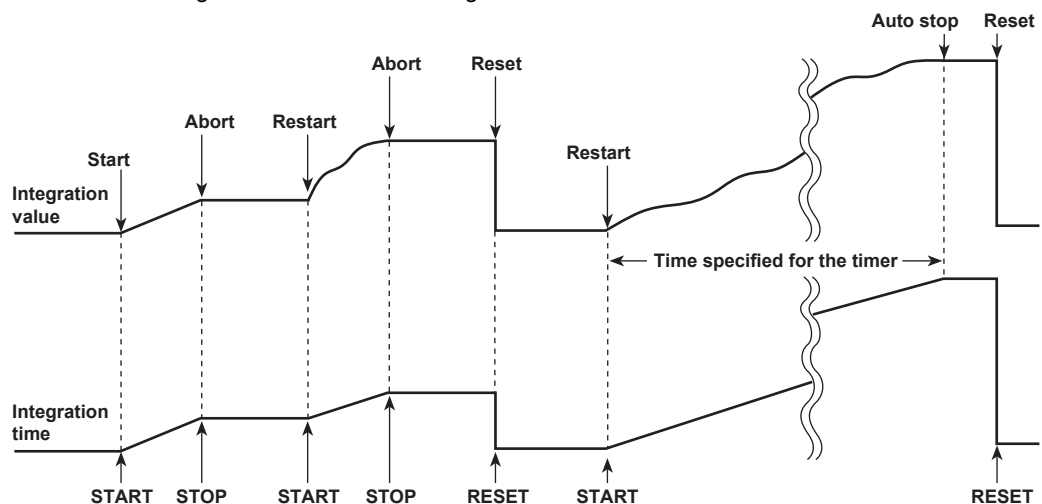 Auto stop Reset
Abort Reset
Abort Restart
Restart
Start
Integration
value
Time specified for the timer
Integration
time
START STOP START STOP RESET START RESET